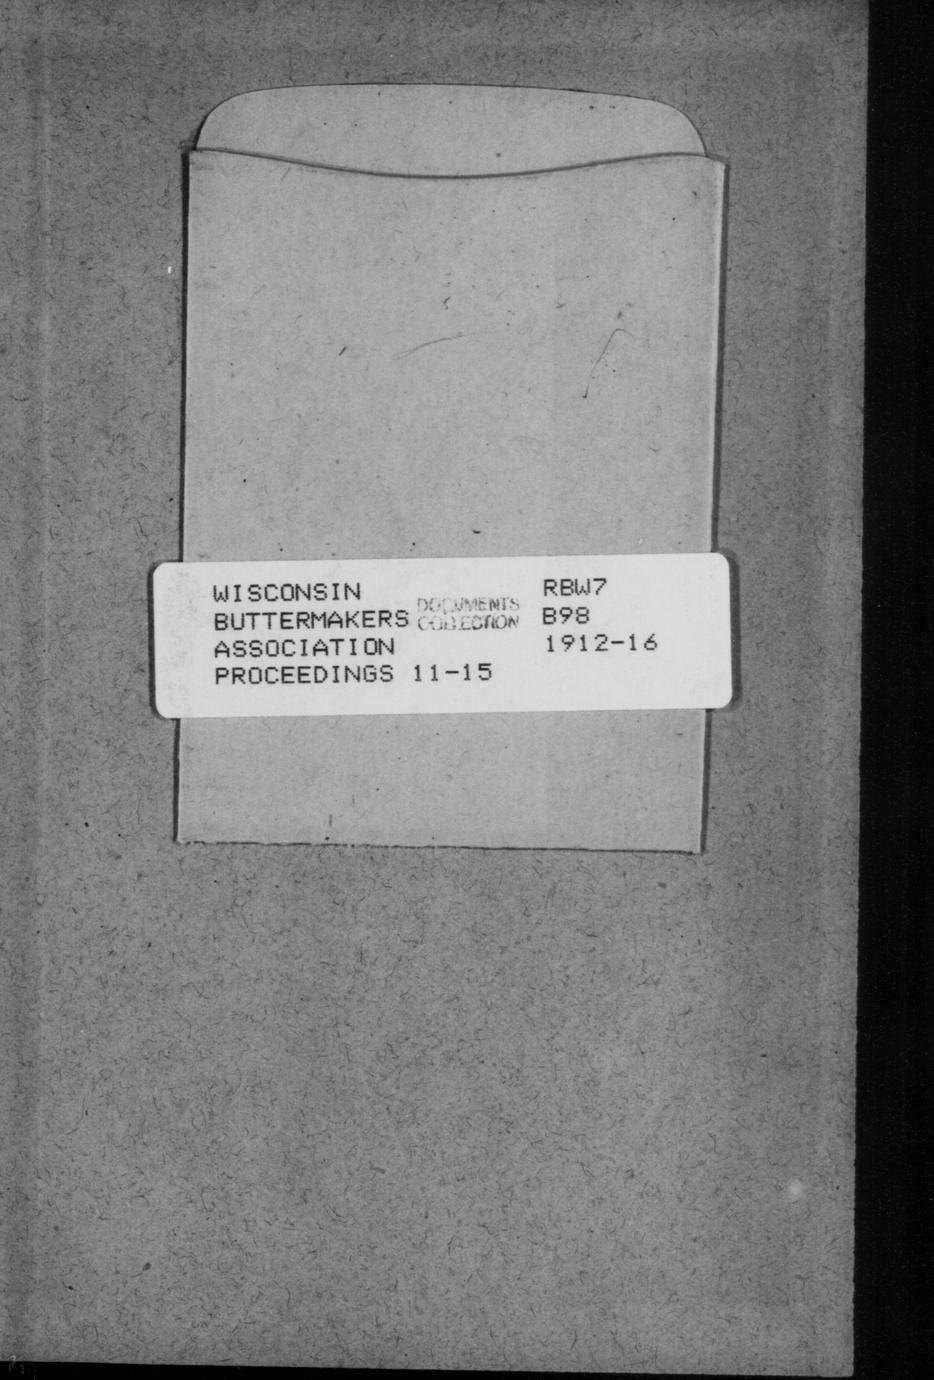 WISCONSIN RBW7
DOCUMENTS
BUTTERMAKERS COLLECTION B98
ASSOCIATION 1912-16
PROCEEDINGS 11-15